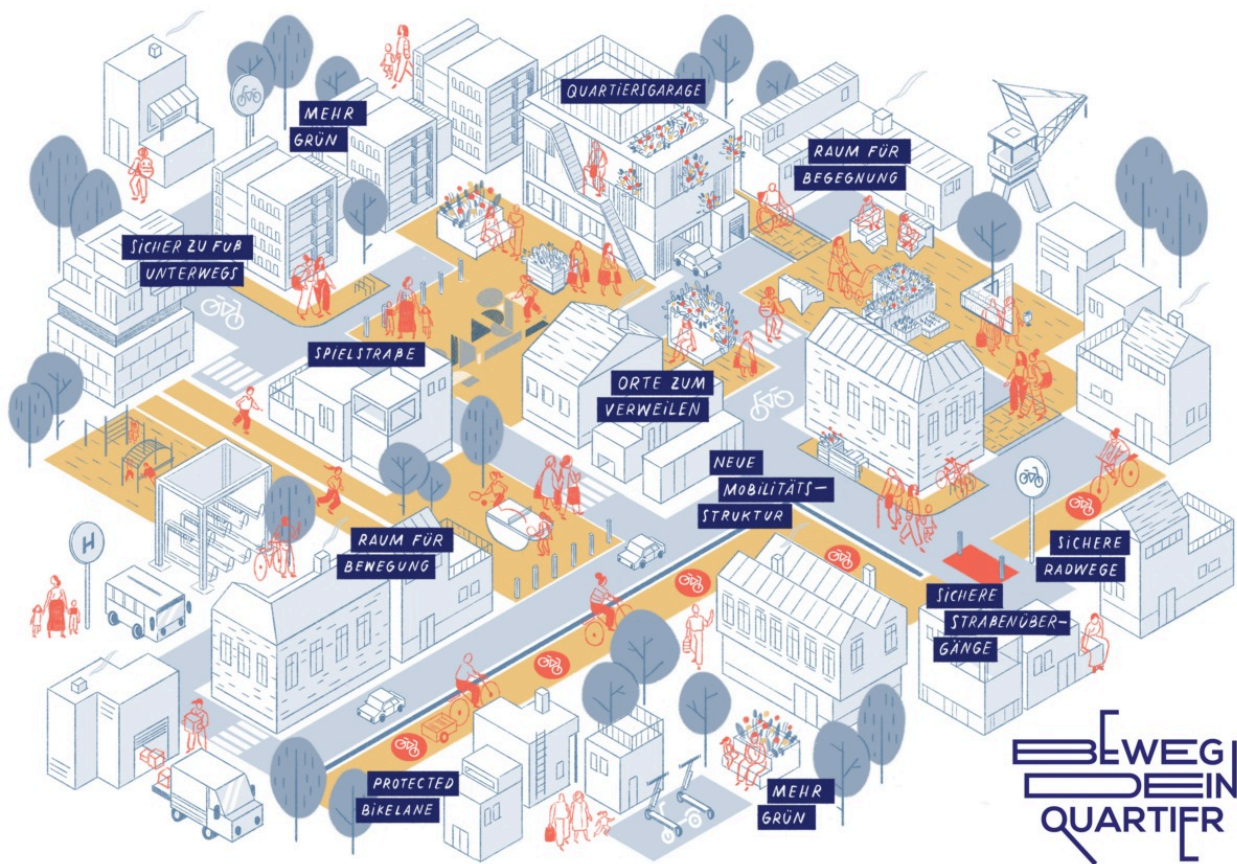 QUARTIERSGARAGE
MEHR
GRÜN
RAUM FÜR
BEGEGNUNG
SICHER ZU FUß
UNTERWEGS
SPIELSTRAßE
ORTE ZUM
VERWEILEN
NEUE
MOBILITÄTS-
STRUKTUR
H
RAUM FÜR
BEWEGUNG
SICHERE
RADWEGE
SICHERE
STRAßENÜBER-
GÄNGE
PROTECTED
BIKELANE
MEHR
GRÜN
BEWEG
DEIN
QUARTIER